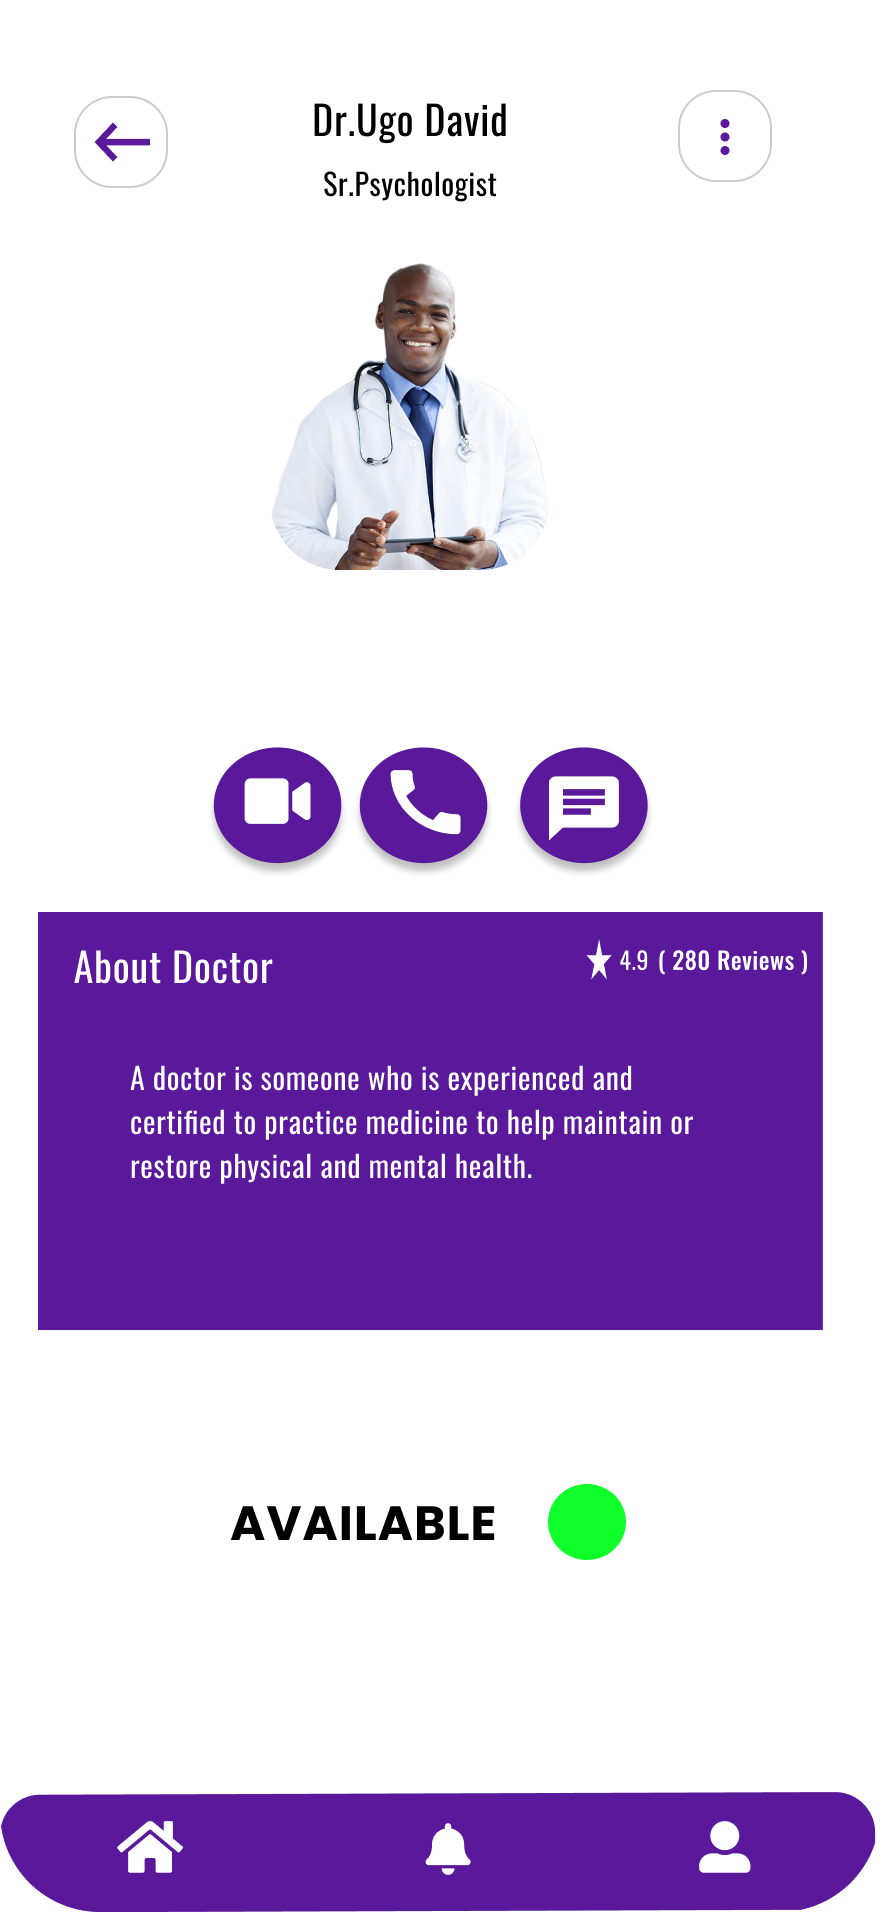 Dr.Ugo David
Sr.Psychologist
About Doctor
4.9 ( 280 Reviews )
A doctor is someone who is experienced and
certified to practice medicine to help maintain or
restore physical and mental health.
AVAILABLE